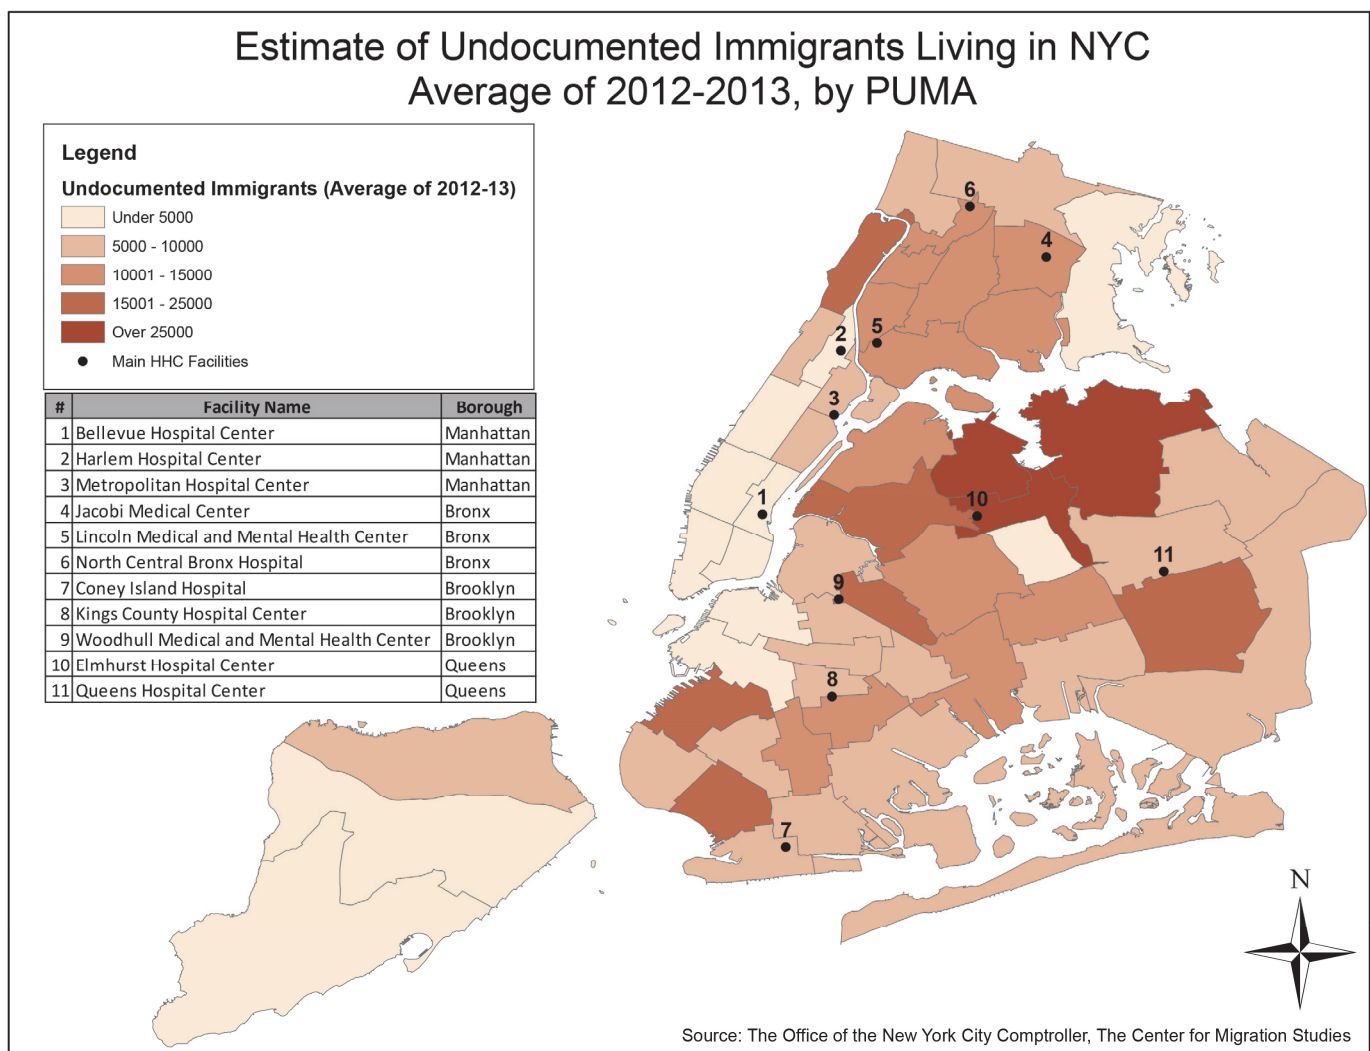 Estimate of Undocumented Immigrants Living in NYC
Average of 2012-2013, by PUMA
Legend
Undocumented Immigrants (Average of 2012-13)
Under 5000
5000 - 10000
10001 - 15000
15001 - 25000
Over 25000
Main HHC Facilities
# Facility Name Borough
1 Bellevue Hospital Center Manhattan
2 Harlem Hospital Center Manhattan
3 Metropolitan Hospital Center Manhattan
4 Jacobi Medical Center Bronx
5 Lincoln Medical and Mental Health Center Bronx
6 North Central Bronx Hospital Bronx
7 Coney Island Hospital Brooklyn
8 Kings County Hospital Center Brooklyn
9 Woodhull Medical and Mental Health Center Brooklyn
10 Elmhurst Hospital Center Queens
11 Queens Hospital Center Queens
6
4
5
2
3
1
10
11
9
8
7
N
Source: The Office of the New York City Comptroller, The Center for Migration Studies